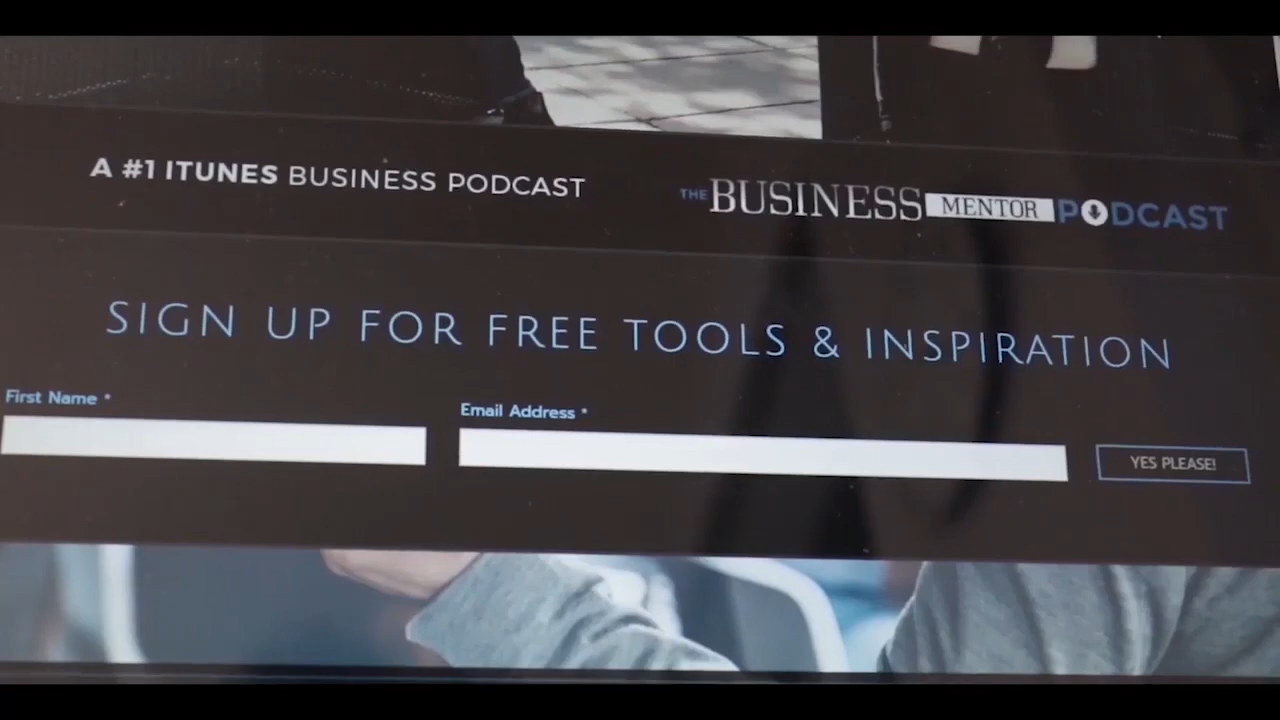 A #1 ITUNES BUSINESS PODCAST
THE BUSINESS MENTOR PODCAST
SIGN UP FOR FREE TOOLS & INSPIRATION
First Name *
Email Address *
YES PLEASE!